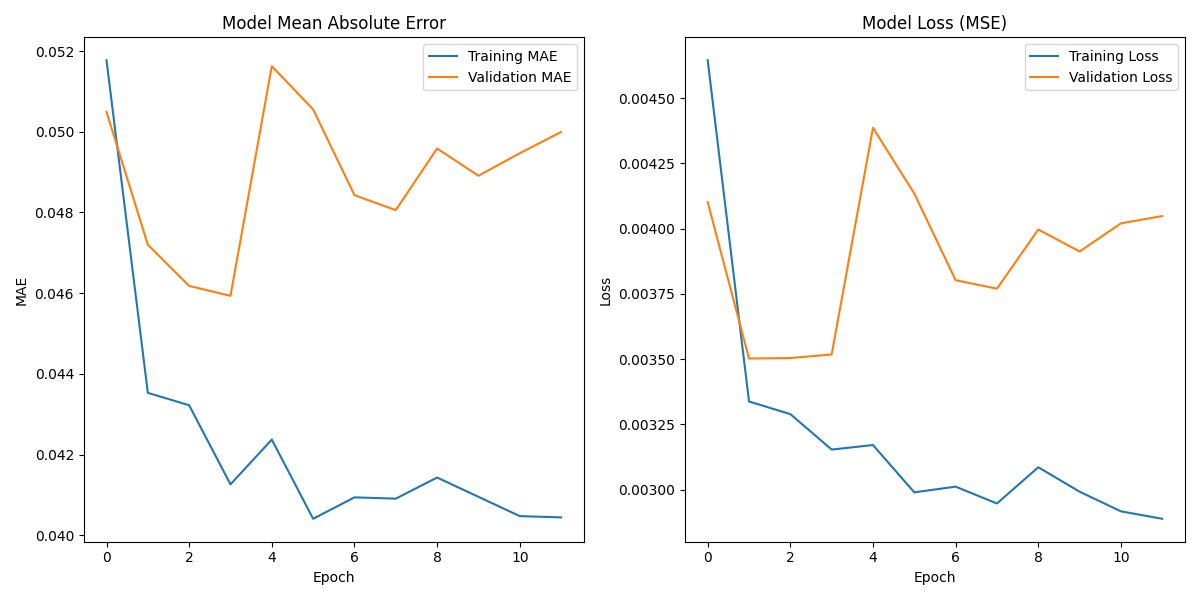 Model Mean Absolute Error
Training MAE
Validation MAE
0.052
0.050
0.048
0.046
0.044
0.042
0.040
MAE
0 2 4 6 8 10
Epoch
Model Loss (MSE)
Training Loss
Validation Loss
0.00450
0.00425
0.00400
0.00375
0.00350
0.00325
0.00300
Loss
0 2 4 6 8 10
Epoch